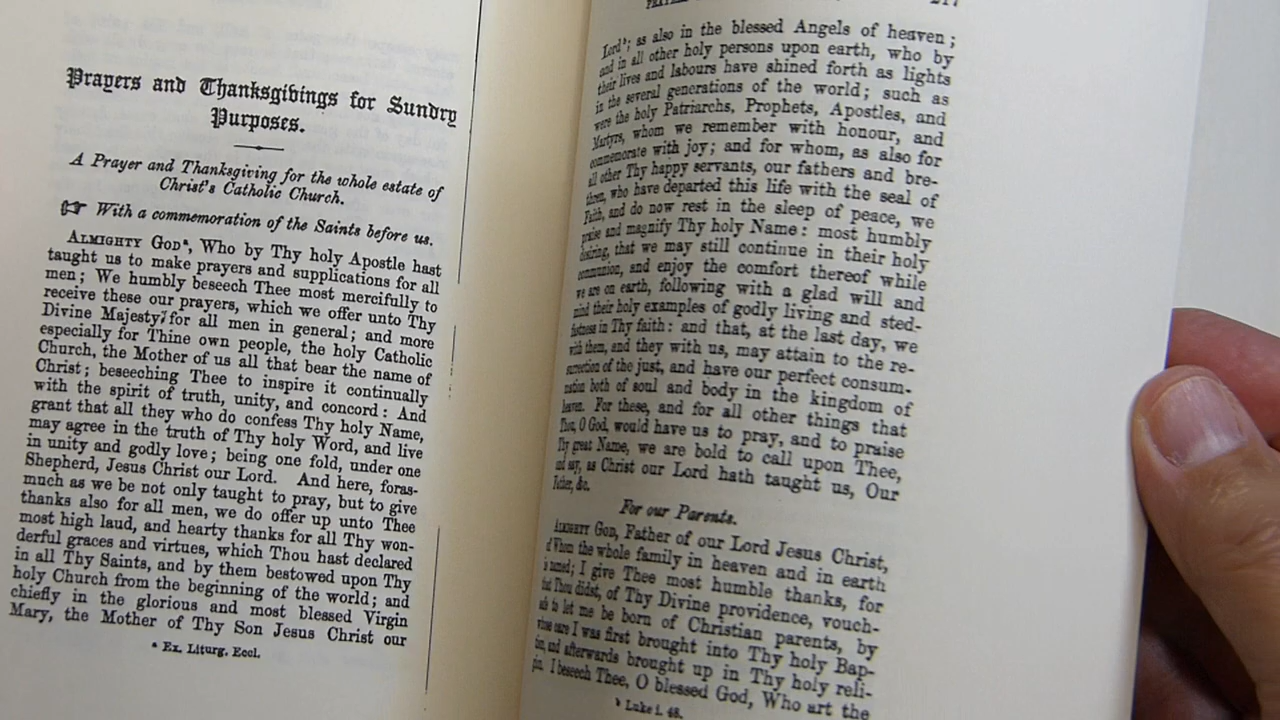 Prayers and Thanksgivings for Sundry
Purposes.
A Prayer and Thanksgiving for the whole estate of
Christ's Catholic Church.
☞ With a commemoration of the Saints before us.
ALMIGHTY GODᵃ, Who by Thy holy Apostle hast
taught us to make prayers and supplications for all
men; We humbly beseech Thee most mercifully to
receive these our prayers, which we offer unto Thy
Divine Majesty, for all men in general; and more
especially for Thine own people, the holy Catholic
Church, the Mother of us all that bear the name of
Christ; beseeching Thee to inspire it continually
with the spirit of truth, unity, and concord: And
grant that all they who do confess Thy holy Name,
may agree in the truth of Thy holy Word, and live
in unity and godly love; being one fold, under one
Shepherd, Jesus Christ our Lord. And here, foras-
much as we be not only taught to pray, but to give
thanks also for all men, we do offer up unto Thee
most high laud, and hearty thanks for all Thy won-
derful graces and virtues, which Thou hast declared
in all Thy Saints, and by them bestowed upon Thy
holy Church from the beginning of the world; and
chiefly in the glorious and most blessed Virgin
Mary, the Mother of Thy Son Jesus Christ our
ᵃ Ex. Liturg. Eccl.
Lordᵇ; as also in the blessed Angels of heaven;
and in all other holy persons upon earth, who by
their lives and labours have shined forth as lights
in the several generations of the world; such as
were the holy Patriarchs, Prophets, Apostles, and
Martyrs, whom we remember with honour, and
commemorate with joy; and for whom, as also for
all other Thy happy servants, our fathers and bre-
thren, who have departed this life with the seal of
Faith, and do now rest in the sleep of peace, we
praise and magnify Thy holy Name: most humbly
desiring, that we may still continue in their holy
communion, and enjoy the comfort thereof while
we are on earth, following with a glad will and
mind their holy examples of godly living and sted-
fastness in Thy faith: and that, at the last day, we
with them, and they with us, may attain to the re-
surrection of the just, and have our perfect consum-
mation both of soul and body in the kingdom of
heaven. For these, and for all other things that
Thou, O God, would have us to pray, and to praise
Thy great Name, we are bold to call upon Thee,
and say, as Christ our Lord hath taught us, Our
Father, &c.
For our Parents.
ALMIGHTY GOD, Father of our Lord Jesus Christ,
of Whom the whole family in heaven and in earth
is named; I give Thee most humble thanks, for
that Thou didst, of Thy Divine providence, vouch-
safe to let me be born of Christian parents, by
whose care I was first brought into Thy holy Bap-
tism, and afterwards brought up in Thy holy reli-
gion. I beseech Thee, O blessed God, Who art the
ᵇ Luke i. 48.